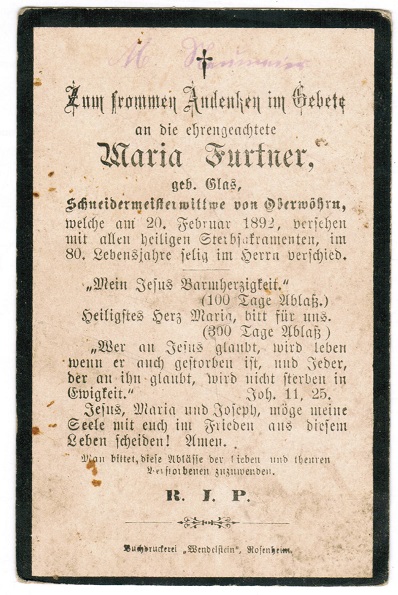 M.
Zum frommen Andenken im Gebete
an die ehrengeachtete
Maria Furtner,
geb. Glas,
Schneidermeisterwittwe von Oberwöhrn,
welche am 20. Februar 1892, versehen
mit allen heiligen Sterbsakramenten, im
80. Lebensjahre selig im Herrn verschied.
„Mein Jesus Barmherzigkeit.“
(100 Tage Ablaß.)
Heiligstes Herz Maria, bitt für uns.
(300 Tage Ablaß)
„Wer an Jesus glaubt, wird leben
wenn er auch gestorben ist, und Jeder,
der an ihn glaubt, wird nicht sterben in
Ewigkeit.“ Joh. 11, 25.
Jesus, Maria und Joseph, möge meine
Seele mit euch im Frieden aus diesem
Leben scheiden! Amen.
Man bittet, diese Ablässe der lieben und theuren
Verstorbenen zuzuwenden.
R. I. P.
Buchdruckerei „Wendelstein“, Rosenheim.